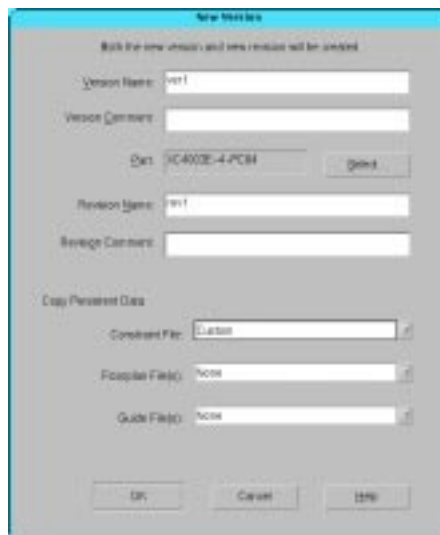 New Version
Both the new version and new revision will be created
Version Name: ver1
Version Comment:
Part: XC4003E-4-PC84 Select
Revision Name: rev1
Revision Comment:
Copy Persistent Data
Constraint File: Custom
Floorplan File(s): None
Guide File(s): None
OK Cancel Help